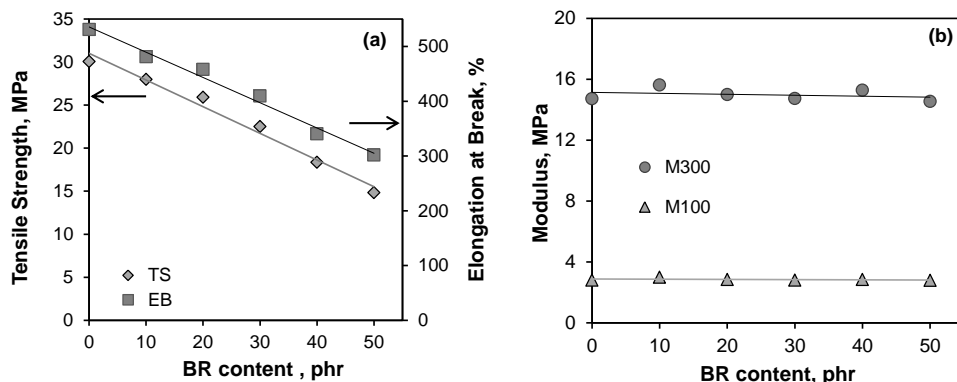 (a)
Tensile Strength, MPa
35
30
25
20
15
10
5
0
TS
EB
0 10 20 30 40 50
BR content , phr
500
400
300
200
100
0
Elongation at Break, %
(b)
Modulus, MPa
20
16
12
8
4
0
M300
M100
0 10 20 30 40 50
BR content, phr